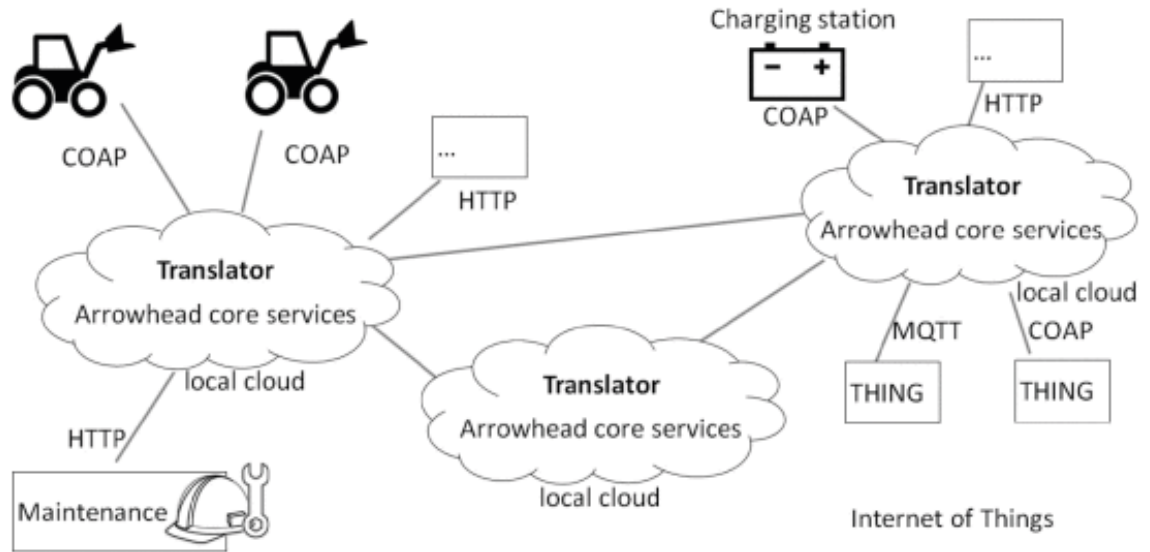 Charging station
...
COAP
HTTP
COAP
COAP
...
HTTP
Translator
Arrowhead core services
local cloud
Translator
Arrowhead core services
local cloud
MQTT
COAP
THING
THING
Translator
Arrowhead core services
local cloud
HTTP
Maintenance
Internet of Things